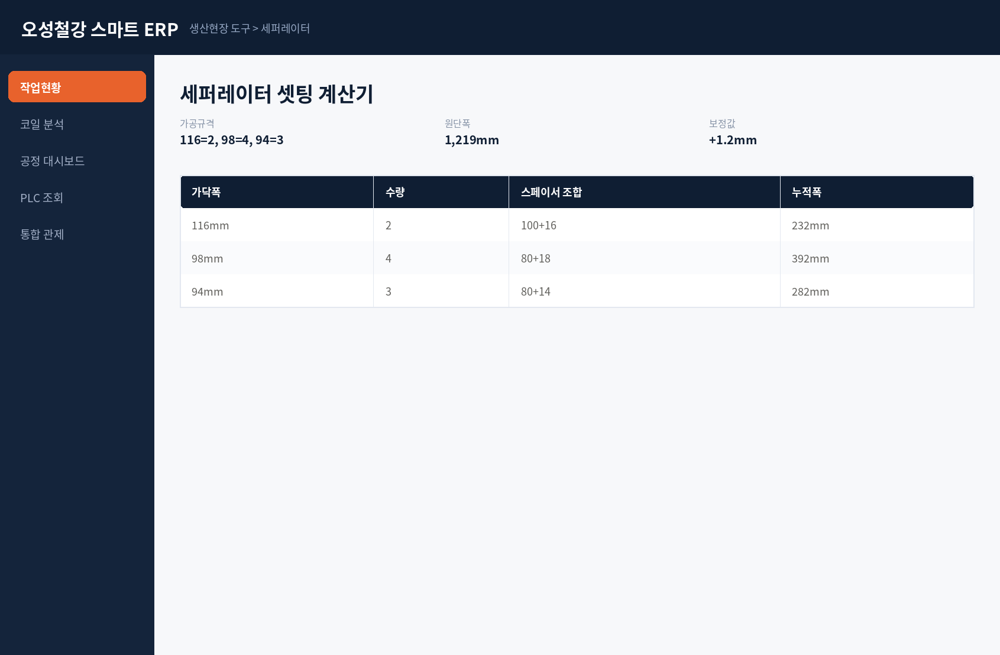 오성철강 스마트 ERP 생산현장 도구 > 세퍼레이터
작업현황
코일 분석
공정 대시보드
PLC 조회
통합 관제
세퍼레이터 셋팅 계산기
가공규격 원단폭 보정값
116=2, 98=4, 94=3 1,219mm +1.2mm
가닥폭 수량 스페이서 조합 누적폭
116mm 2 100+16 232mm
98mm 4 80+18 392mm
94mm 3 80+14 282mm